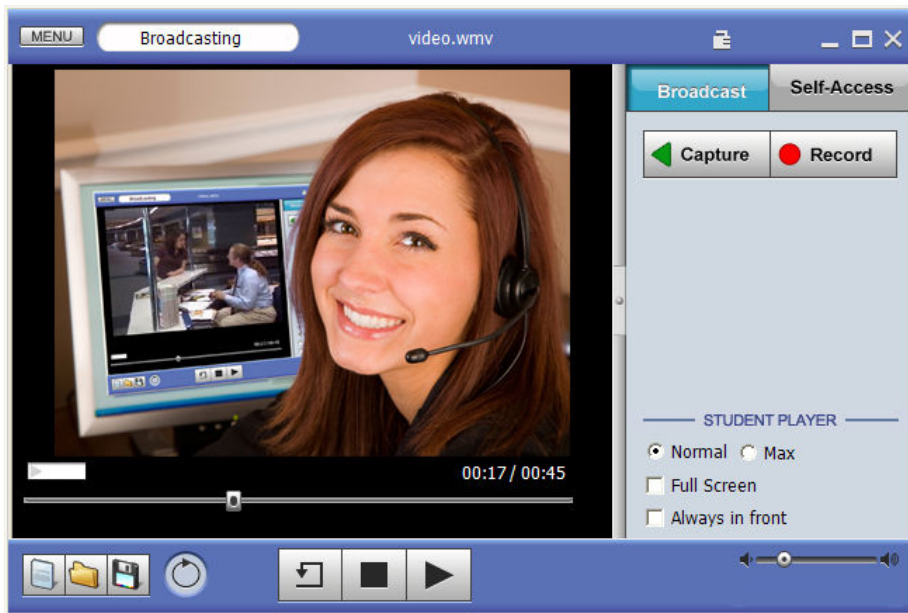 MENU
Broadcasting
video.wmv
Broadcast
Self-Access
Capture
Record
STUDENT PLAYER
Normal
Max
Full Screen
Always in front
00:17 / 00:45